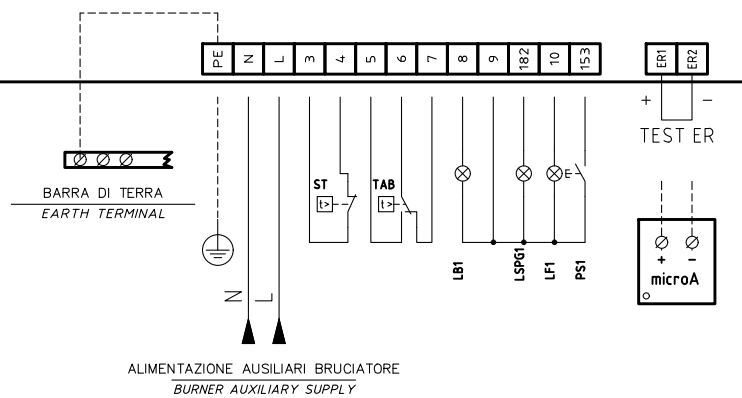 PE N L 3 4 5 6 7 8 9 182 10 153 ER1 ER2
+ -
TEST ER
ST TAB
t> t> E
BARRA DI TERRA
EARTH TERMINAL
LB1 LSPG1 LF1 PS1
+ -
microA
N L
ALIMENTAZIONE AUSILIARI BRUCIATORE
BURNER AUXILIARY SUPPLY